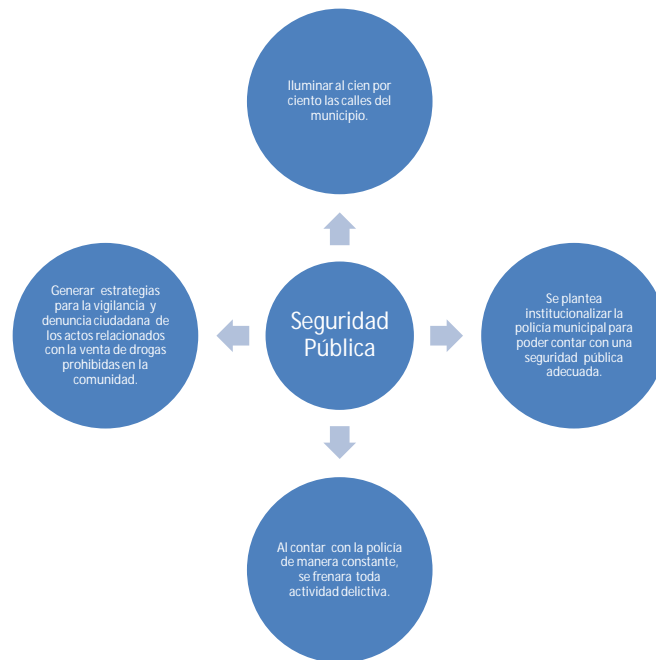 Iluminar al cien por
ciento las calles del
municipio.
Generar estrategias
para la vigilancia y
denuncia ciudadana de
los actos relacionados
con la venta de drogas
prohibidas en la
comunidad.
Seguridad
Pública
Se plantea
institucionalizar la
policía municipal para
poder contar con una
seguridad pública
adecuada.
Al contar con la policía
de manera constante,
se frenara toda
actividad delictiva.